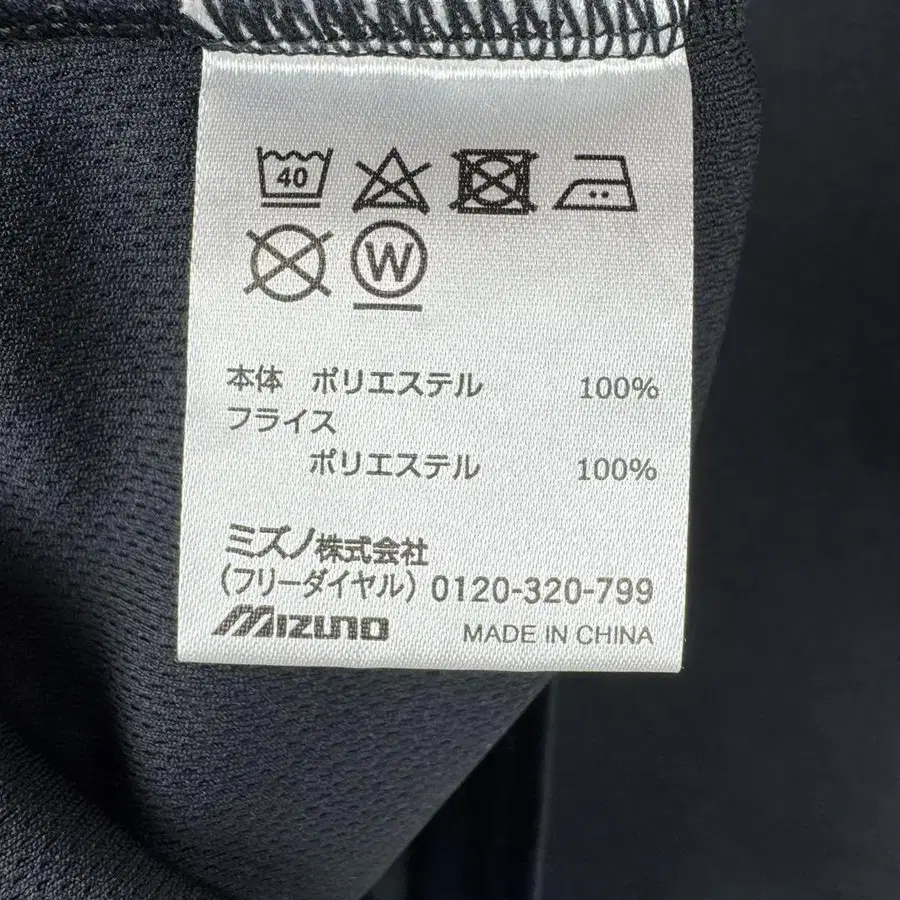 40
W
本体 ポリエステル 100%
フライス
ポリエステル 100%
ミズノ株式会社
(フリーダイヤル) 0120-320-799
MIZUNO MADE IN CHINA